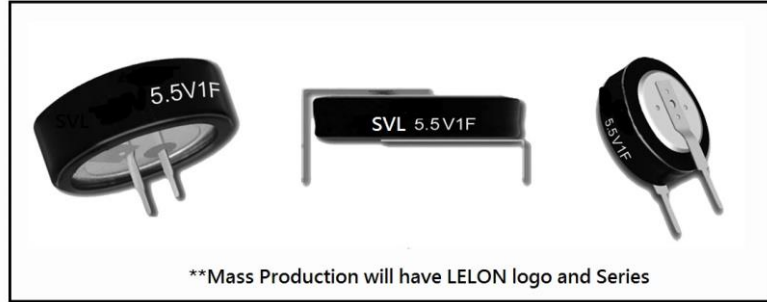 SVL 5.5V1F
SVL 5.5V1F
5.5V1F
**Mass Production will have LELON logo and Series